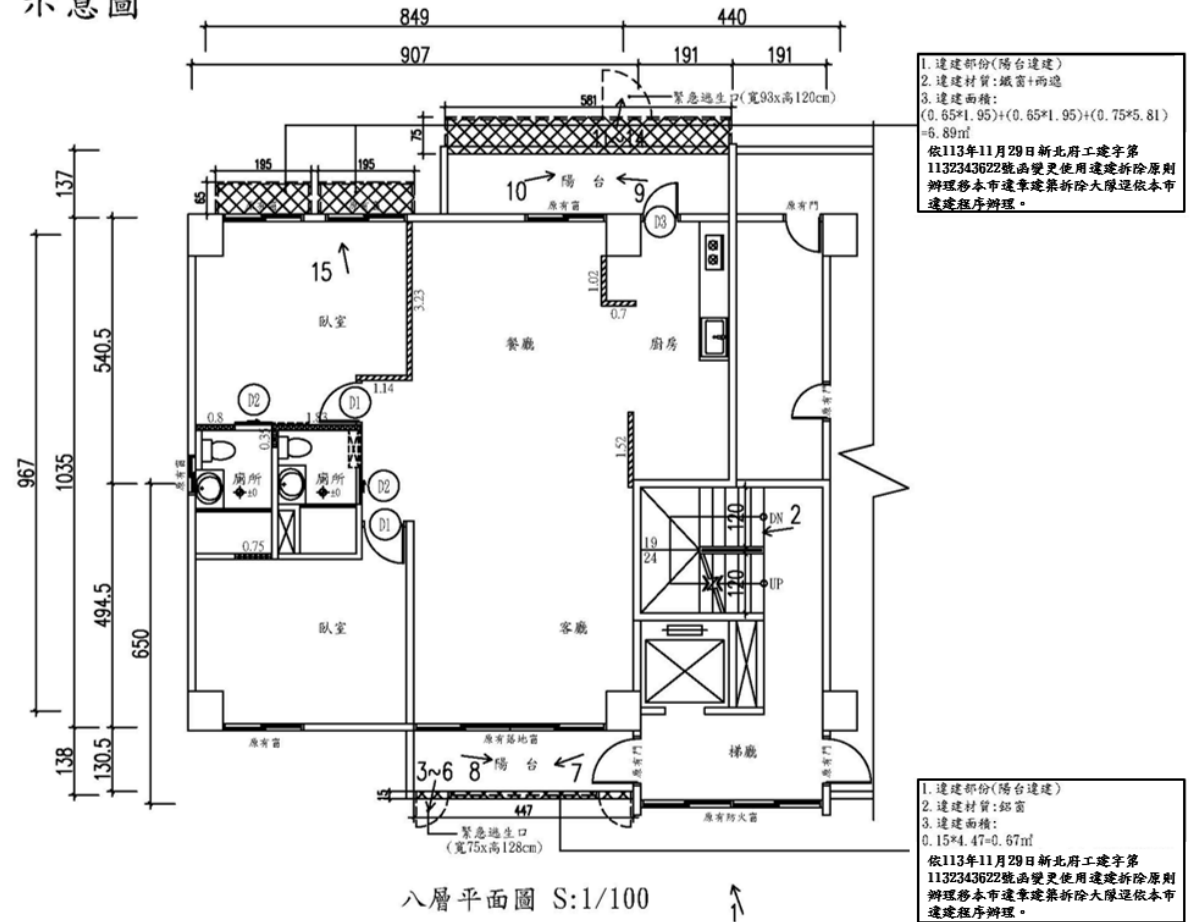 示意圖
849
440
907
191
191
緊急逃生口(寬93x高120cm)
581
75
11~14
195
195
65
137
10
陽 台
9
原有窗
原有窗
原有門
D3
15
臥室
3.23
1.02
0.7
餐廳
廚房
540.5
1.14
D2
D1
0.8
1.83
0.35
1.52
原有門
967
1035
原有窗
廁所
±0
廁所
±0
D2
D1
0.75
120
DN
2
19
24
120
UP
494.5
650
臥室
客廳
138
130.5
原有窗
原有落地窗
梯廳
原有門
原有門
3~6
8
陽 台
7
15
447
原有防火窗
緊急逃生口
(寬75x高128cm)
八層平面圖 S:1/100
1
1.違建部份(陽台違建)
2.違建材質:鐵窗+雨遮
3.違建面積:
(0.65*1.95)+(0.65*1.95)+(0.75*5.81)
=6.89㎡
依113年11月29日新北府工建字第
1132343622號函變更使用違建拆除原則
辦理移本市違章建築拆除大隊逕依本市
違建程序辦理。
1.違建部份(陽台違建)
2.違建材質:鋁窗
3.違建面積:
0.15*4.47=0.67㎡
依113年11月29日新北府工建字第
1132343622號函變更使用違建拆除原則
辦理移本市違章建築拆除大隊逕依本市
違建程序辦理。